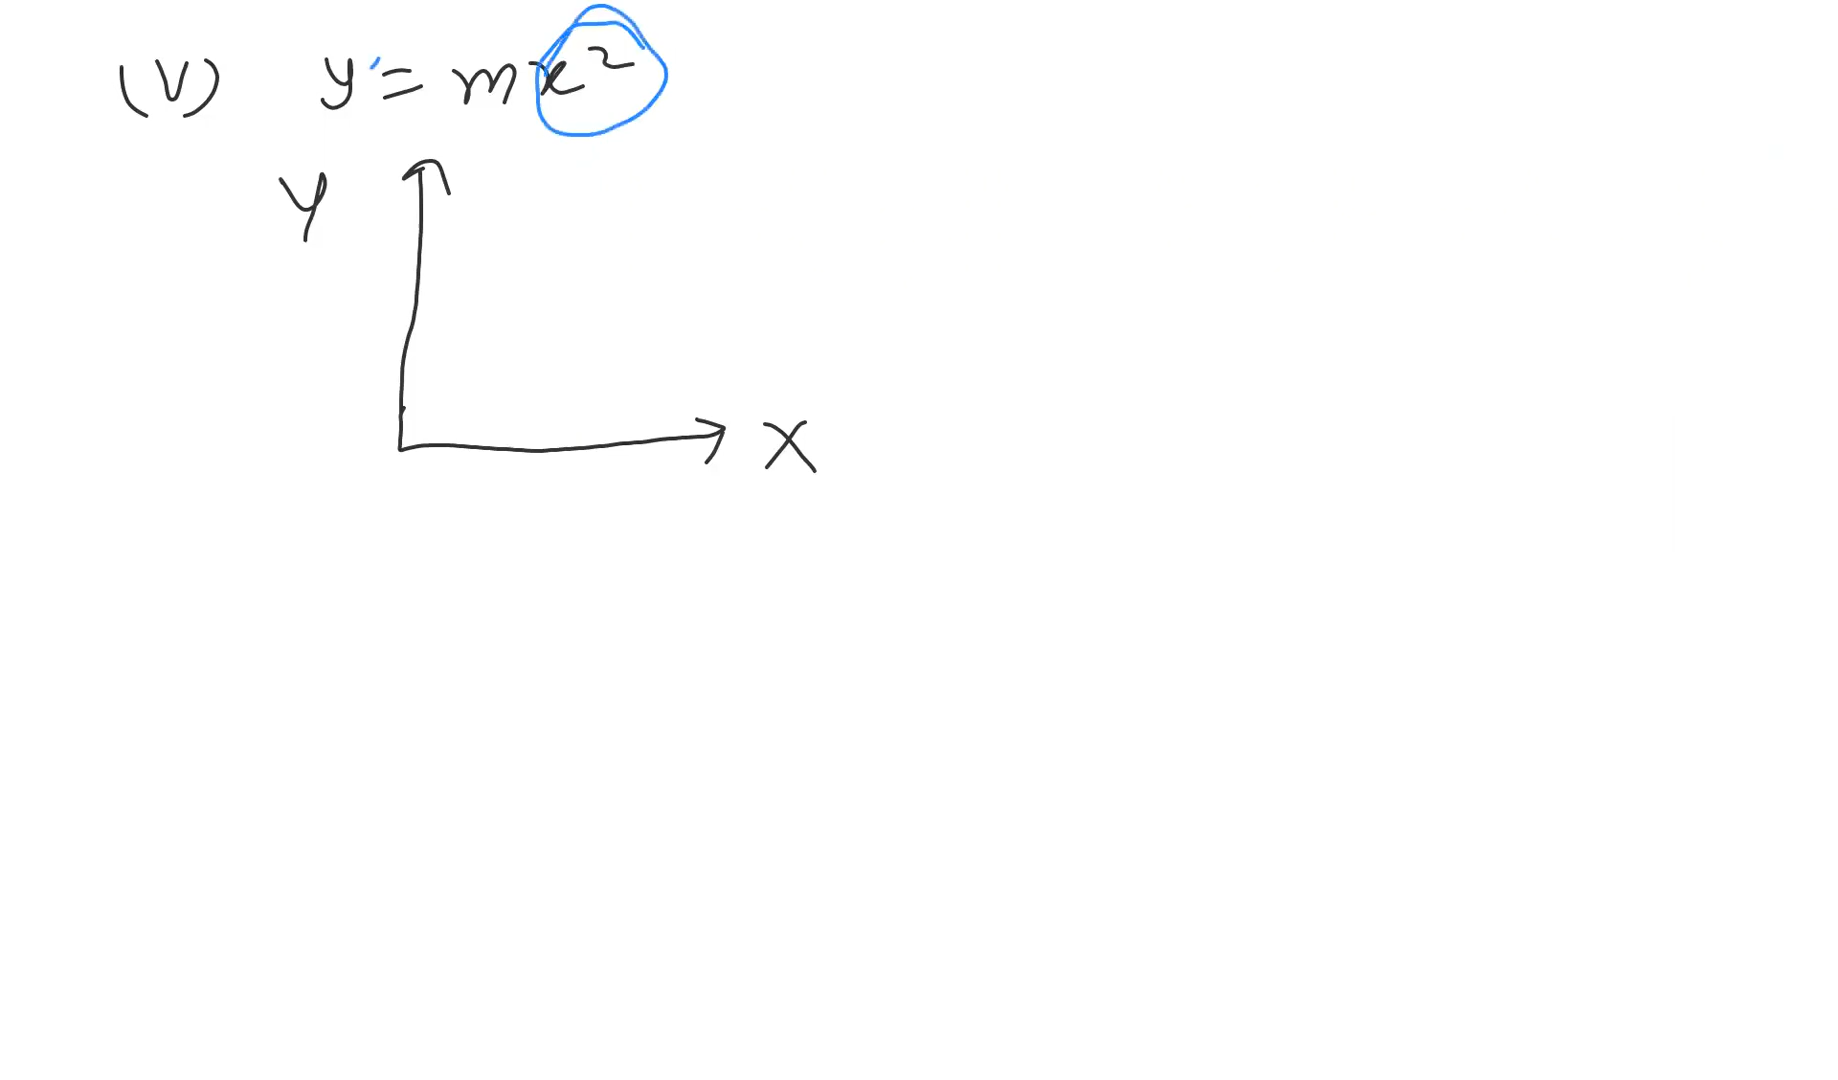 (V) y = mx²
Y
X